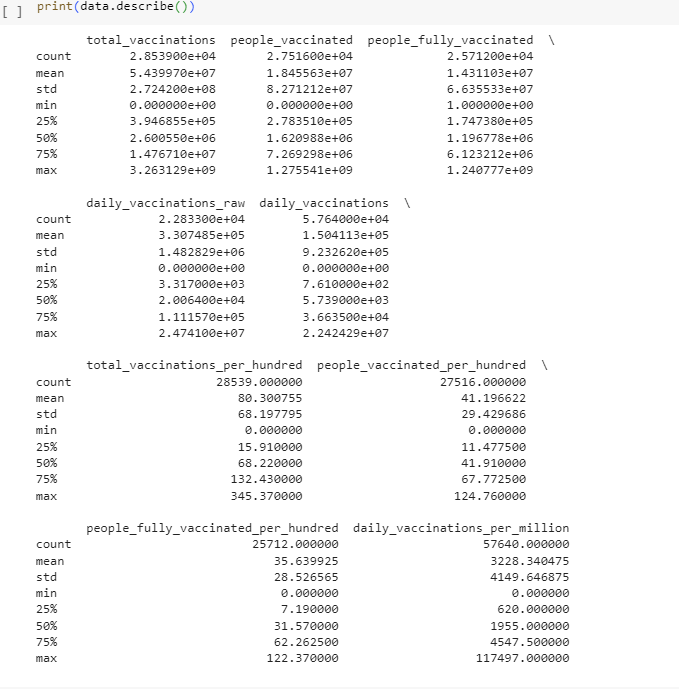 [ ] print(data.describe())
total_vaccinations people_vaccinated people_fully_vaccinated \
count 2.853900e+04 2.751600e+04 2.571200e+04
mean 5.439970e+07 1.845563e+07 1.431103e+07
std 2.724200e+08 8.271212e+07 6.635533e+07
min 0.000000e+00 0.000000e+00 1.000000e+00
25% 3.946855e+05 2.783510e+05 1.747380e+05
50% 2.600550e+06 1.620988e+06 1.196778e+06
75% 1.476710e+07 7.269298e+06 6.123212e+06
max 3.263129e+09 1.275541e+09 1.240777e+09
daily_vaccinations_raw daily_vaccinations \
count 2.283300e+04 5.764000e+04
mean 3.307485e+05 1.504113e+05
std 1.482829e+06 9.232620e+05
min 0.000000e+00 0.000000e+00
25% 3.317000e+03 7.610000e+02
50% 2.006400e+04 5.739000e+03
75% 1.111570e+05 3.663500e+04
max 2.474100e+07 2.242429e+07
total_vaccinations_per_hundred people_vaccinated_per_hundred \
count 28539.000000 27516.000000
mean 80.300755 41.196622
std 68.197795 29.429686
min 0.000000 0.000000
25% 15.910000 11.477500
50% 68.220000 41.910000
75% 132.430000 67.772500
max 345.370000 124.760000
people_fully_vaccinated_per_hundred daily_vaccinations_per_million
count 25712.000000 57640.000000
mean 35.639925 3228.340475
std 28.526565 4149.646875
min 0.000000 0.000000
25% 7.190000 620.000000
50% 31.570000 1955.000000
75% 62.262500 4547.500000
max 122.370000 117497.000000